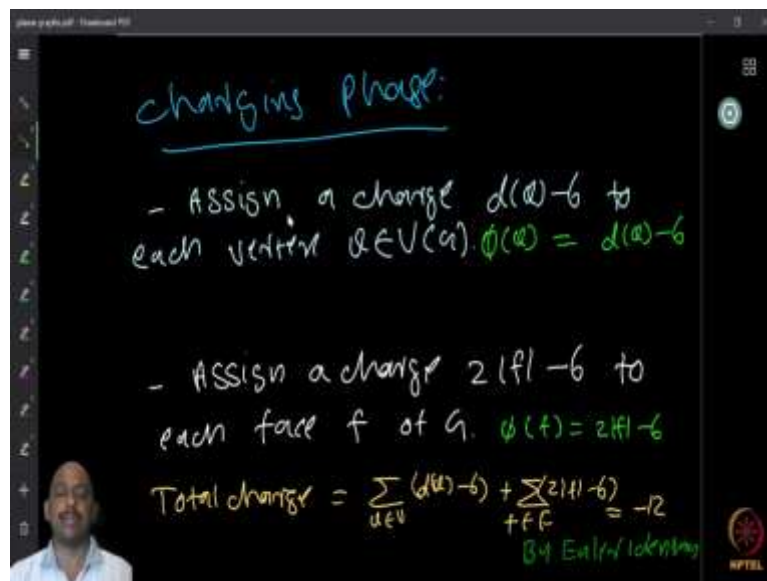 Charging Phase:
- Assign a charge d(v)-6 to
each vertex v∈V(G). ϕ(v) = d(v)-6
- Assign a charge 2|f|-6 to
each face f of G. ϕ(f) = 2|f|-6
Total charge = ∑_{v∈V} (d(v)-6) + ∑_{f∈F} (2|f|-6) = -12
By Euler identity
NPTEL